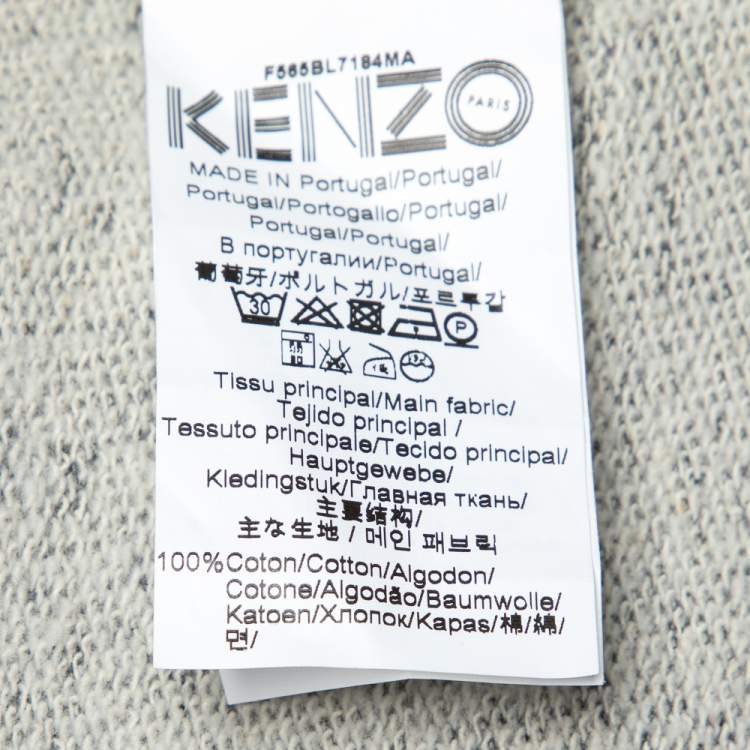 F565BL7184MA
KENZO PARIS
MADE IN Portugal/Portugal/
Portugal/Portogallo/Portugal/
Portugal/Portugal/
В португалии/Portugal/
葡萄牙/ポルトガル/포르투갈
30 P
Tissu principal/Main fabric/
Tejido principal /
Tessuto principale/Tecido principal/
Hauptgewebe/
Kledingstuk/Главная ткань/
主要结构/
主な生地 / 메인 패브릭
100%Coton/Cotton/Algodon/
Cotone/Algodão/Baumwolle/
Katoen/Хлопок/Kapas/棉/綿/
면/